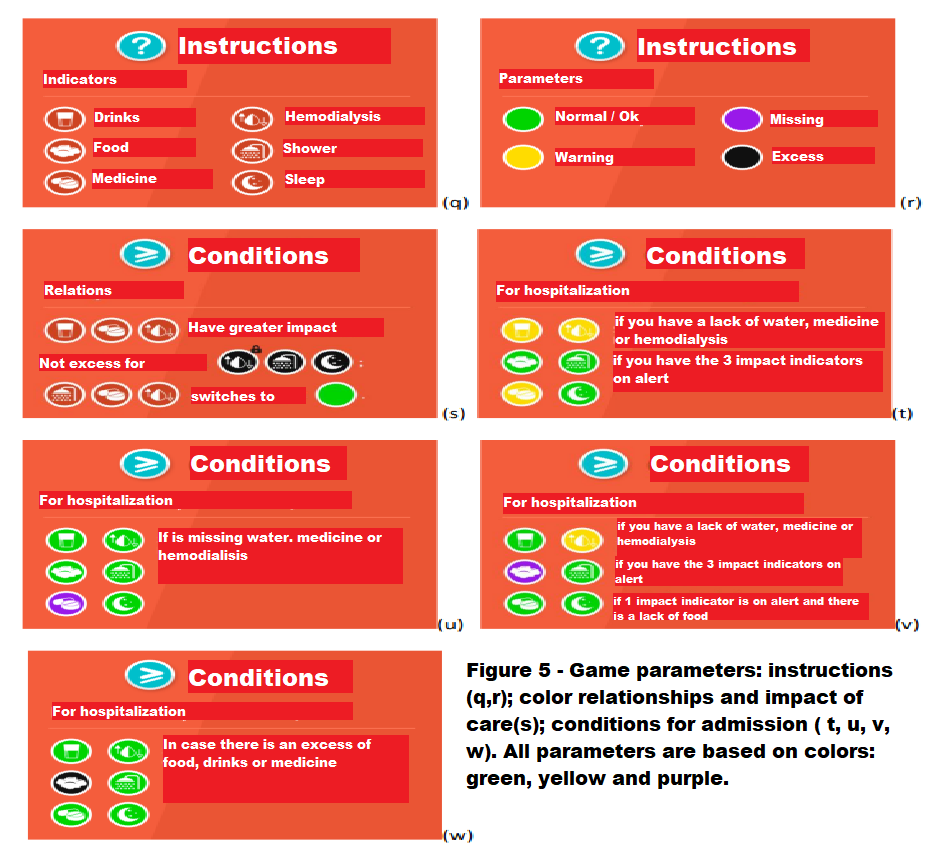 Instructions
Indicators
Drinks
Hemodialysis
Food
Shower
Medicine
Sleep
(q)
Instructions
Parameters
Normal / Ok
Missing
Warning
Excess
(r)
Conditions
Relations
Have greater impact
Not excess for
:
switches to
.
(s)
Conditions
For hospitalization
if you have a lack of water, medicine
or hemodialysis
if you have the 3 impact indicators
on alert
(t)
Conditions
For hospitalization
If is missing water. medicine or
hemodialisis
(u)
Conditions
For hospitalization
if you have a lack of water, medicine or
hemodialysis
if you have the 3 impact indicators on
alert
if 1 impact indicator is on alert and there
is a lack of food
(v)
Conditions
For hospitalization
In case there is an excess of
food, drinks or medicine
(w)
Figure 5 - Game parameters: instructions
(q,r); color relationships and impact of
care(s); conditions for admission ( t, u, v,
w). All parameters are based on colors:
green, yellow and purple.